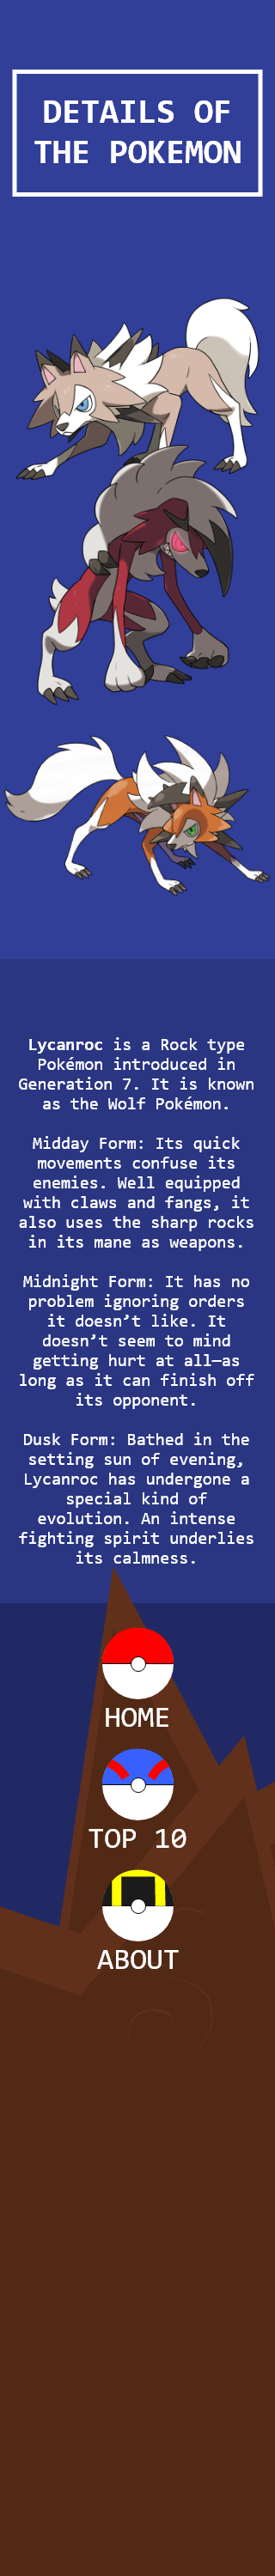 DETAILS OF
THE POKEMON
Lycanroc is a Rock type
Pokémon introduced in
Generation 7. It is known
as the Wolf Pokémon.
Midday Form: Its quick
movements confuse its
enemies. Well equipped
with claws and fangs, it
also uses the sharp rocks
in its mane as weapons.
Midnight Form: It has no
problem ignoring orders
it doesn’t like. It
doesn’t seem to mind
getting hurt at all—as
long as it can finish off
its opponent.
Dusk Form: Bathed in the
setting sun of evening,
Lycanroc has undergone a
special kind of
evolution. An intense
fighting spirit underlies
its calmness.
HOME
TOP 10
ABOUT